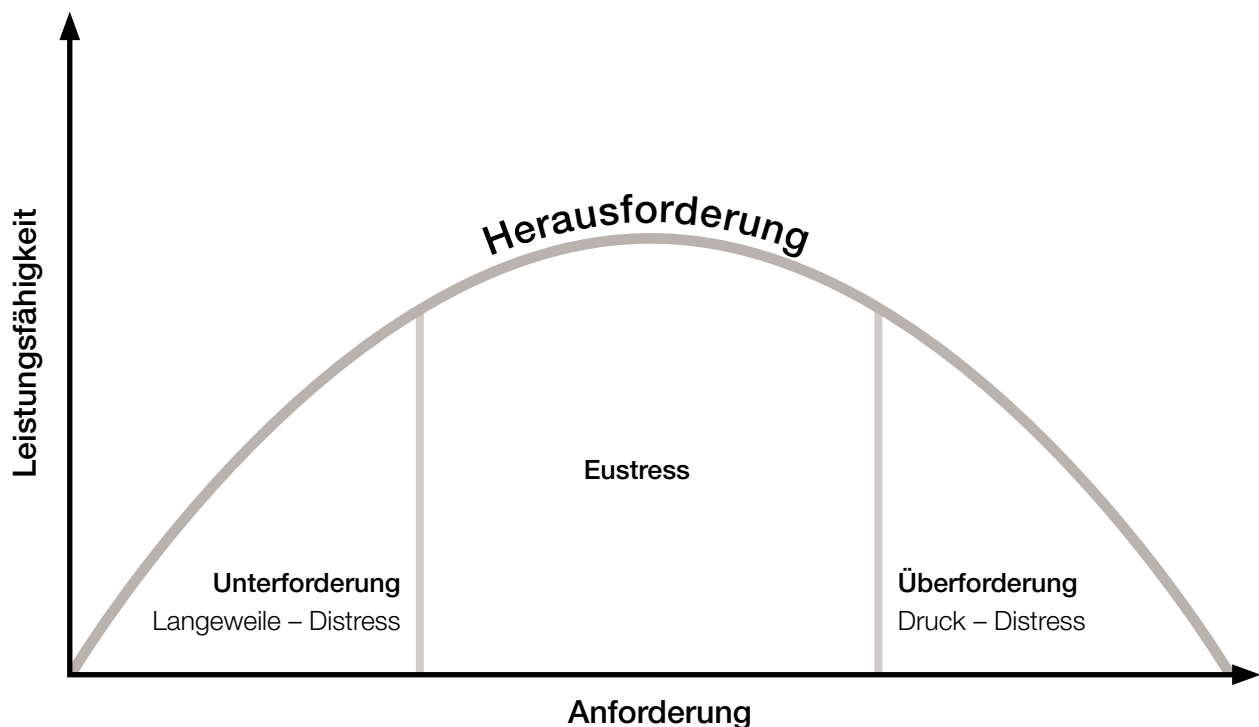 Herausforderung
Leistungsfähigkeit
Eustress
Unterforderung
Langeweile – Distress
Überforderung
Druck – Distress
Anforderung